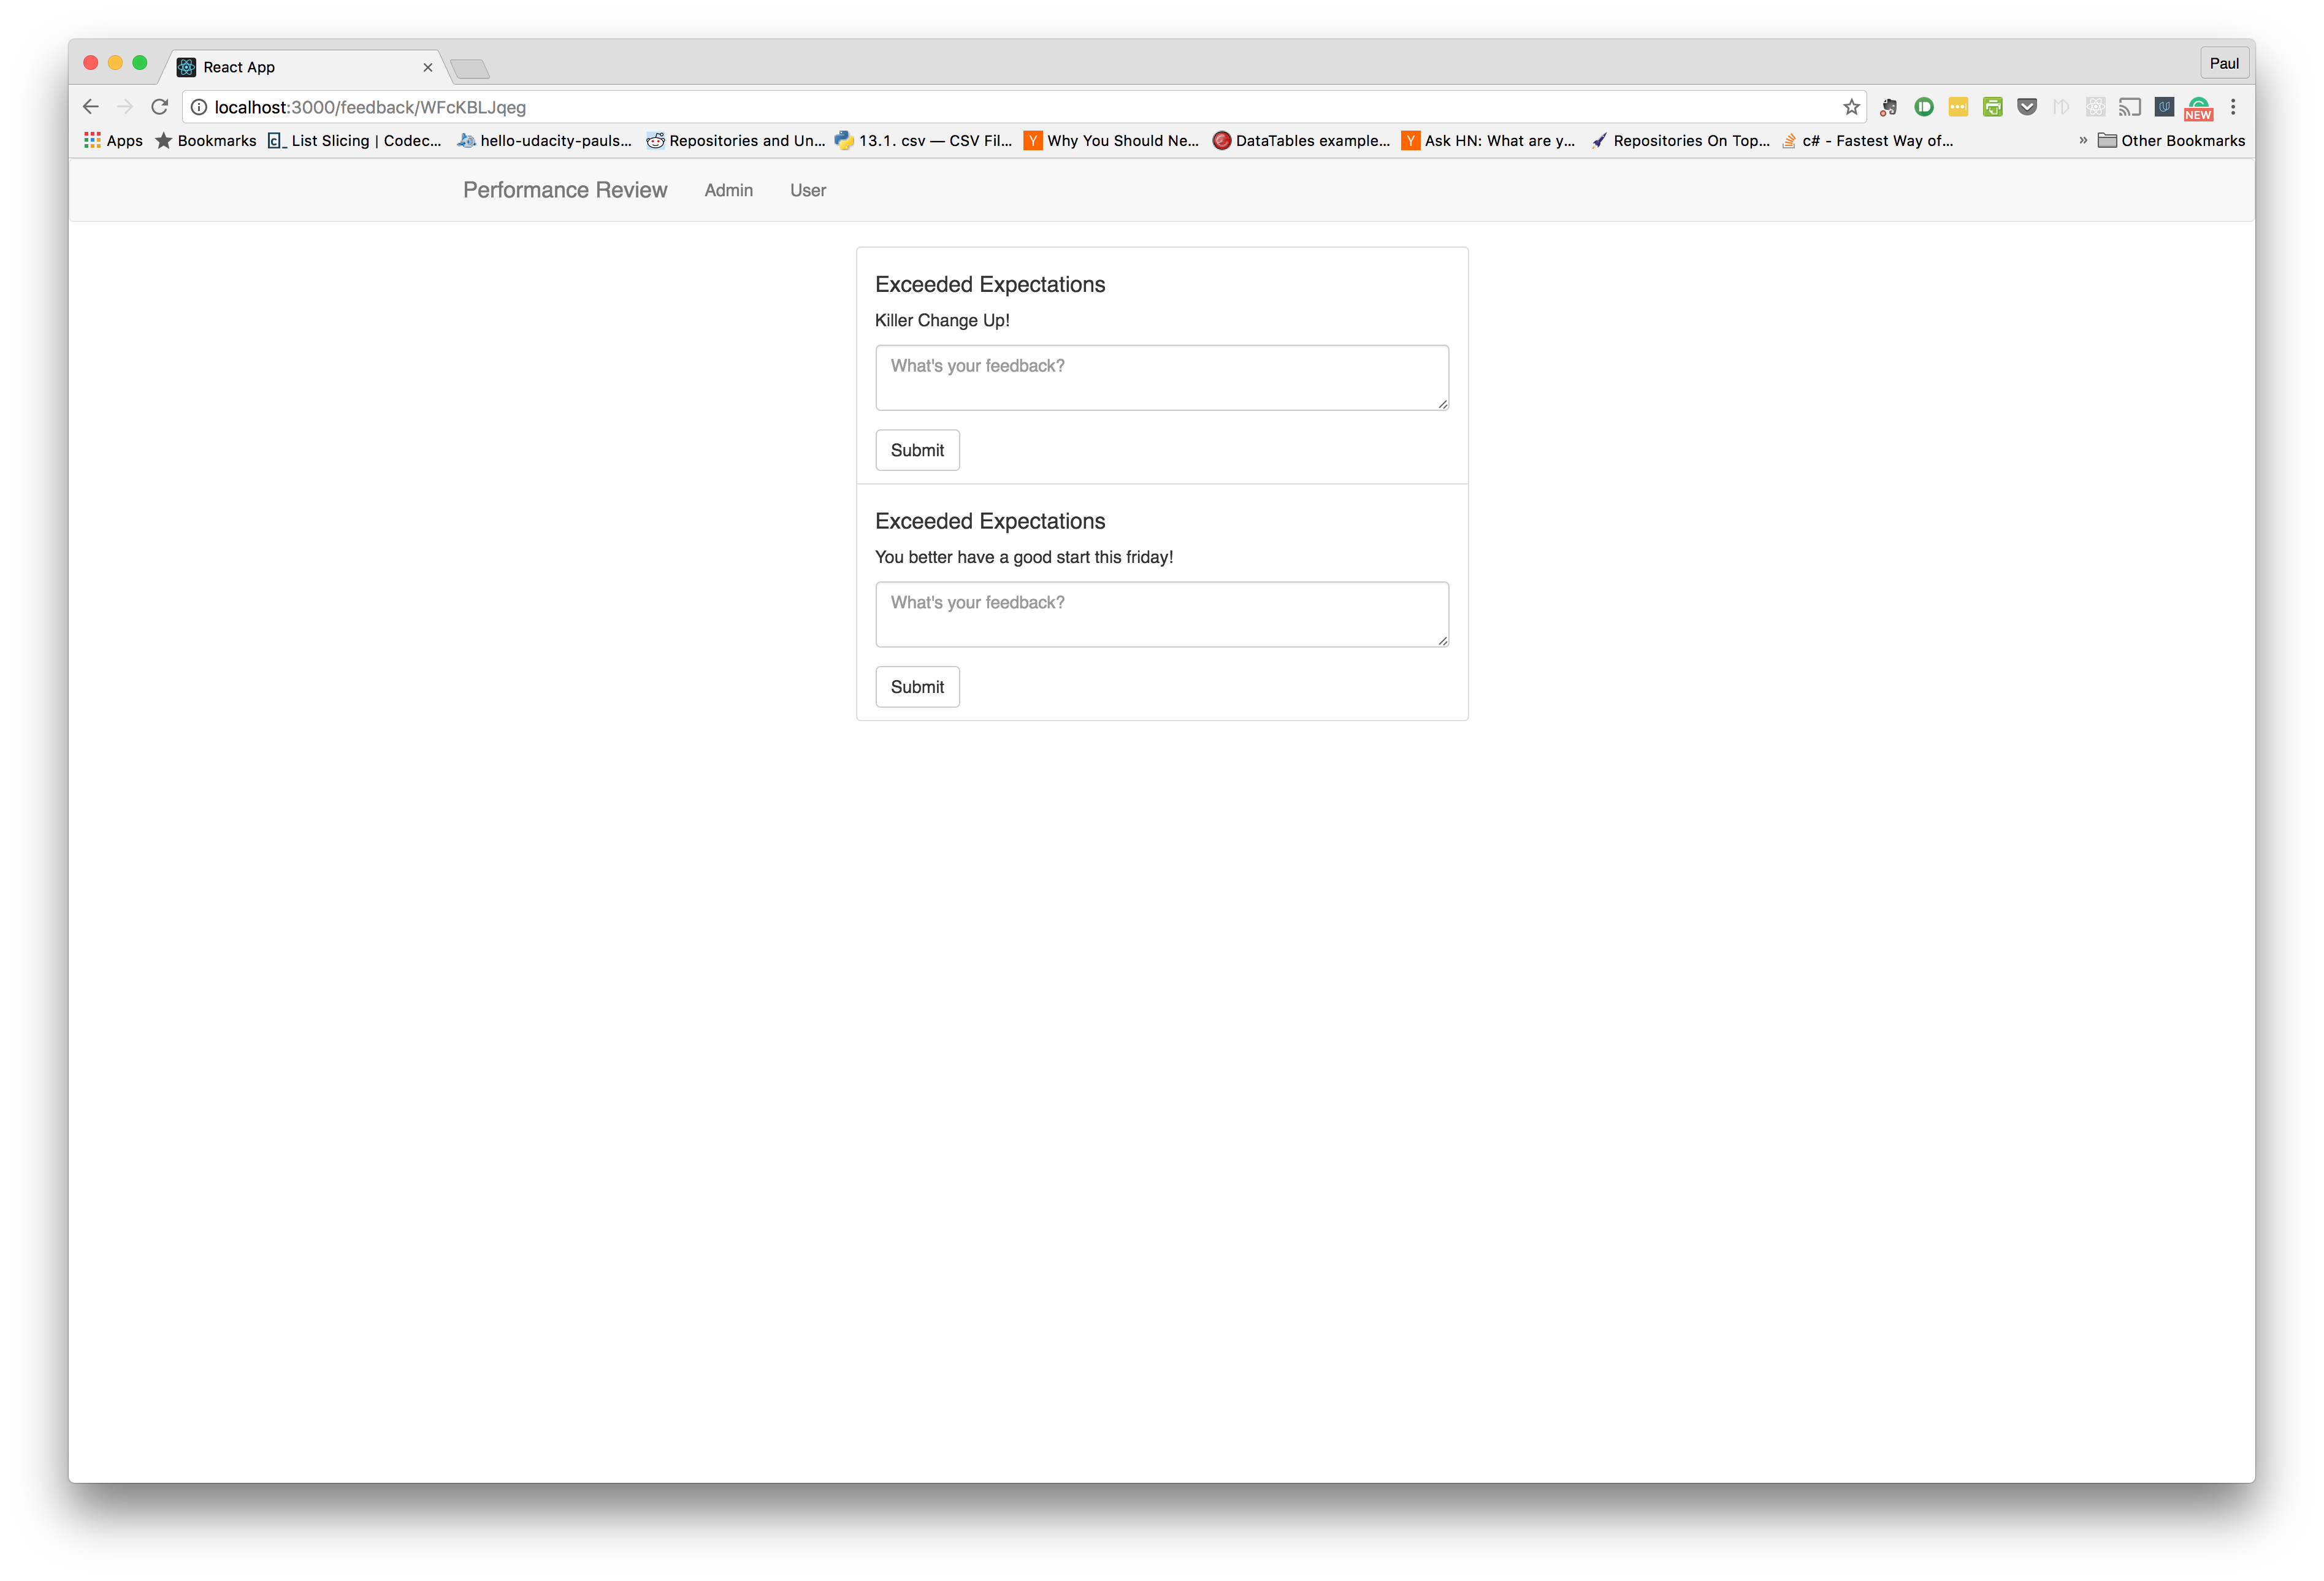 React App
Paul
localhost:3000/feedback/WFcKBLJqeg
NEW
Apps Bookmarks List Slicing | Codec... hello-udacity-pauls... Repositories and Un... 13.1. csv — CSV Fil... Why You Should Ne... DataTables example... Ask HN: What are y... Repositories On Top... c# - Fastest Way of... » Other Bookmarks
Performance Review Admin User
Exceeded Expectations
Killer Change Up!
What's your feedback?
Submit
Exceeded Expectations
You better have a good start this friday!
What's your feedback?
Submit